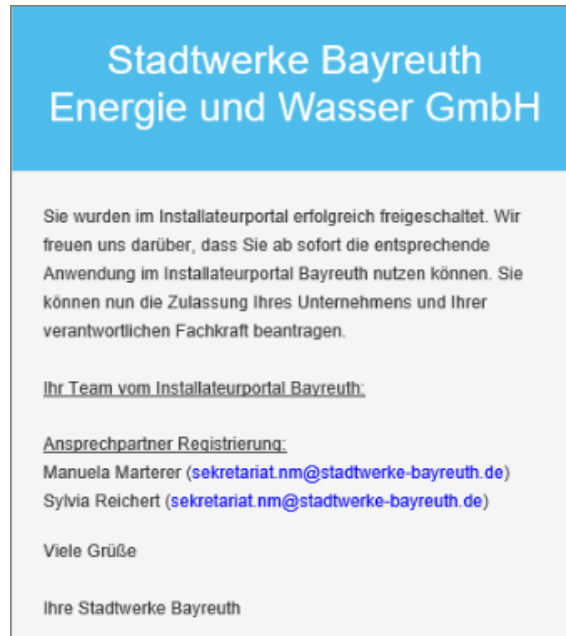 Stadtwerke Bayreuth
Energie und Wasser GmbH
Sie wurden im Installateurportal erfolgreich freigeschaltet. Wir
freuen uns darüber, dass Sie ab sofort die entsprechende
Anwendung im Installateurportal Bayreuth nutzen können. Sie
können nun die Zulassung Ihres Unternehmens und Ihrer
verantwortlichen Fachkraft beantragen.
Ihr Team vom Installateurportal Bayreuth:
Ansprechpartner Registrierung:
Manuela Marterer (sekretariat.nm@stadtwerke-bayreuth.de)
Sylvia Reichert (sekretariat.nm@stadtwerke-bayreuth.de)
Viele Grüße
Ihre Stadtwerke Bayreuth